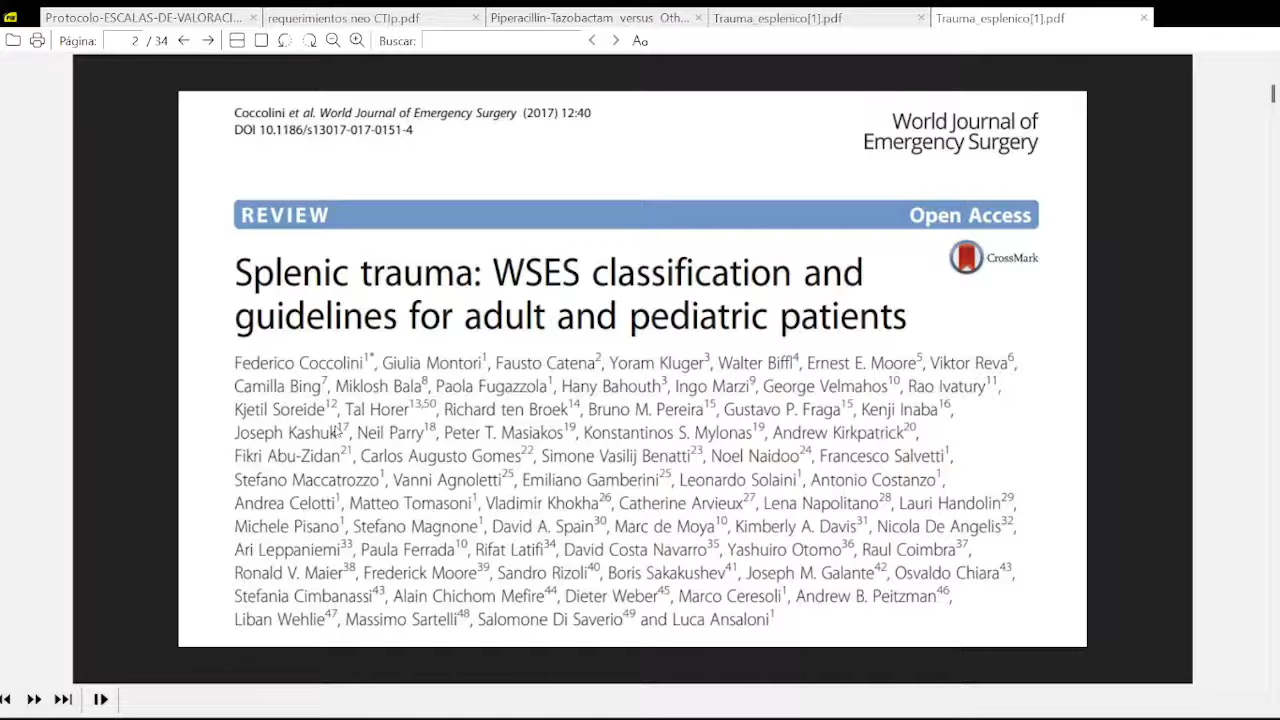 Protocolo-ESCALAS-DE-VALORACI... × requerimientos neo CTIp.pdf × Piperacillin-Tazobactam versus Oth... × Trauma_esplenico[1].pdf × Trauma_esplenico[1].pdf ×
Página: 2 / 34 Buscar: Aa
Coccolini et al. World Journal of Emergency Surgery (2017) 12:40
DOI 10.1186/s13017-017-0151-4
World Journal of
Emergency Surgery
REVIEW Open Access
CrossMark
Splenic trauma: WSES classification and
guidelines for adult and pediatric patients
Federico Coccolini1*, Giulia Montori1, Fausto Catena2, Yoram Kluger3, Walter Biffl4, Ernest E. Moore5, Viktor Reva6,
Camilla Bing7, Miklosh Bala8, Paola Fugazzola1, Hany Bahouth3, Ingo Marzi9, George Velmahos10, Rao Ivatury11,
Kjetil Soreide12, Tal Horer13,50, Richard ten Broek14, Bruno M. Pereira15, Gustavo P. Fraga15, Kenji Inaba16,
Joseph Kashuk17, Neil Parry18, Peter T. Masiakos19, Konstantinos S. Mylonas19, Andrew Kirkpatrick20,
Fikri Abu-Zidan21, Carlos Augusto Gomes22, Simone Vasilij Benatti23, Noel Naidoo24, Francesco Salvetti1,
Stefano Maccatrozzo1, Vanni Agnoletti25, Emiliano Gamberini25, Leonardo Solaini1, Antonio Costanzo1,
Andrea Celotti1, Matteo Tomasoni1, Vladimir Khokha26, Catherine Arvieux27, Lena Napolitano28, Lauri Handolin29,
Michele Pisano1, Stefano Magnone1, David A. Spain30, Marc de Moya10, Kimberly A. Davis31, Nicola De Angelis32,
Ari Leppaniemi33, Paula Ferrada10, Rifat Latifi34, David Costa Navarro35, Yashuiro Otomo36, Raul Coimbra37,
Ronald V. Maier38, Frederick Moore39, Sandro Rizoli40, Boris Sakakushev41, Joseph M. Galante42, Osvaldo Chiara43,
Stefania Cimbanassi43, Alain Chichom Mefire44, Dieter Weber45, Marco Ceresoli1, Andrew B. Peitzman46,
Liban Wehlie47, Massimo Sartelli48, Salomone Di Saverio49 and Luca Ansaloni1